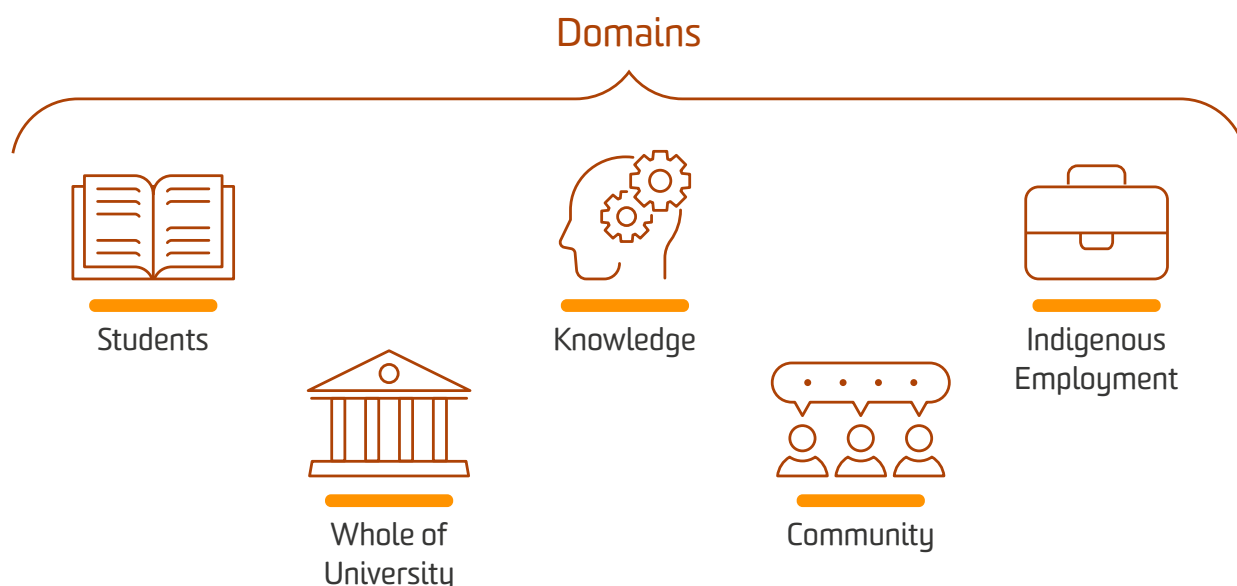 Domains
Students
Knowledge
Indigenous
Employment
Whole of
University
Community